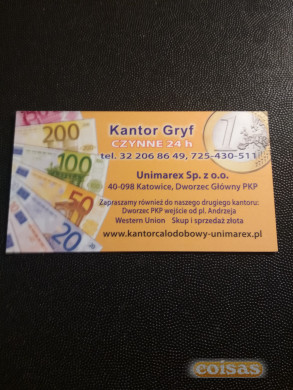 200
100
50
20
1
Kantor Gryf
CZYNNE 24 h
tel. 32 206 86 49, 725-430-511
Unimarex Sp. z o.o.
40-098 Katowice, Dworzec Główny PKP
Zapraszamy również do naszego drugiego kantoru:
Dworzec PKP wejście od pl. Andrzeja
Western Union Skup i sprzedaż złota
www.kantorcalodobowy-unimarex.pl
eoisas